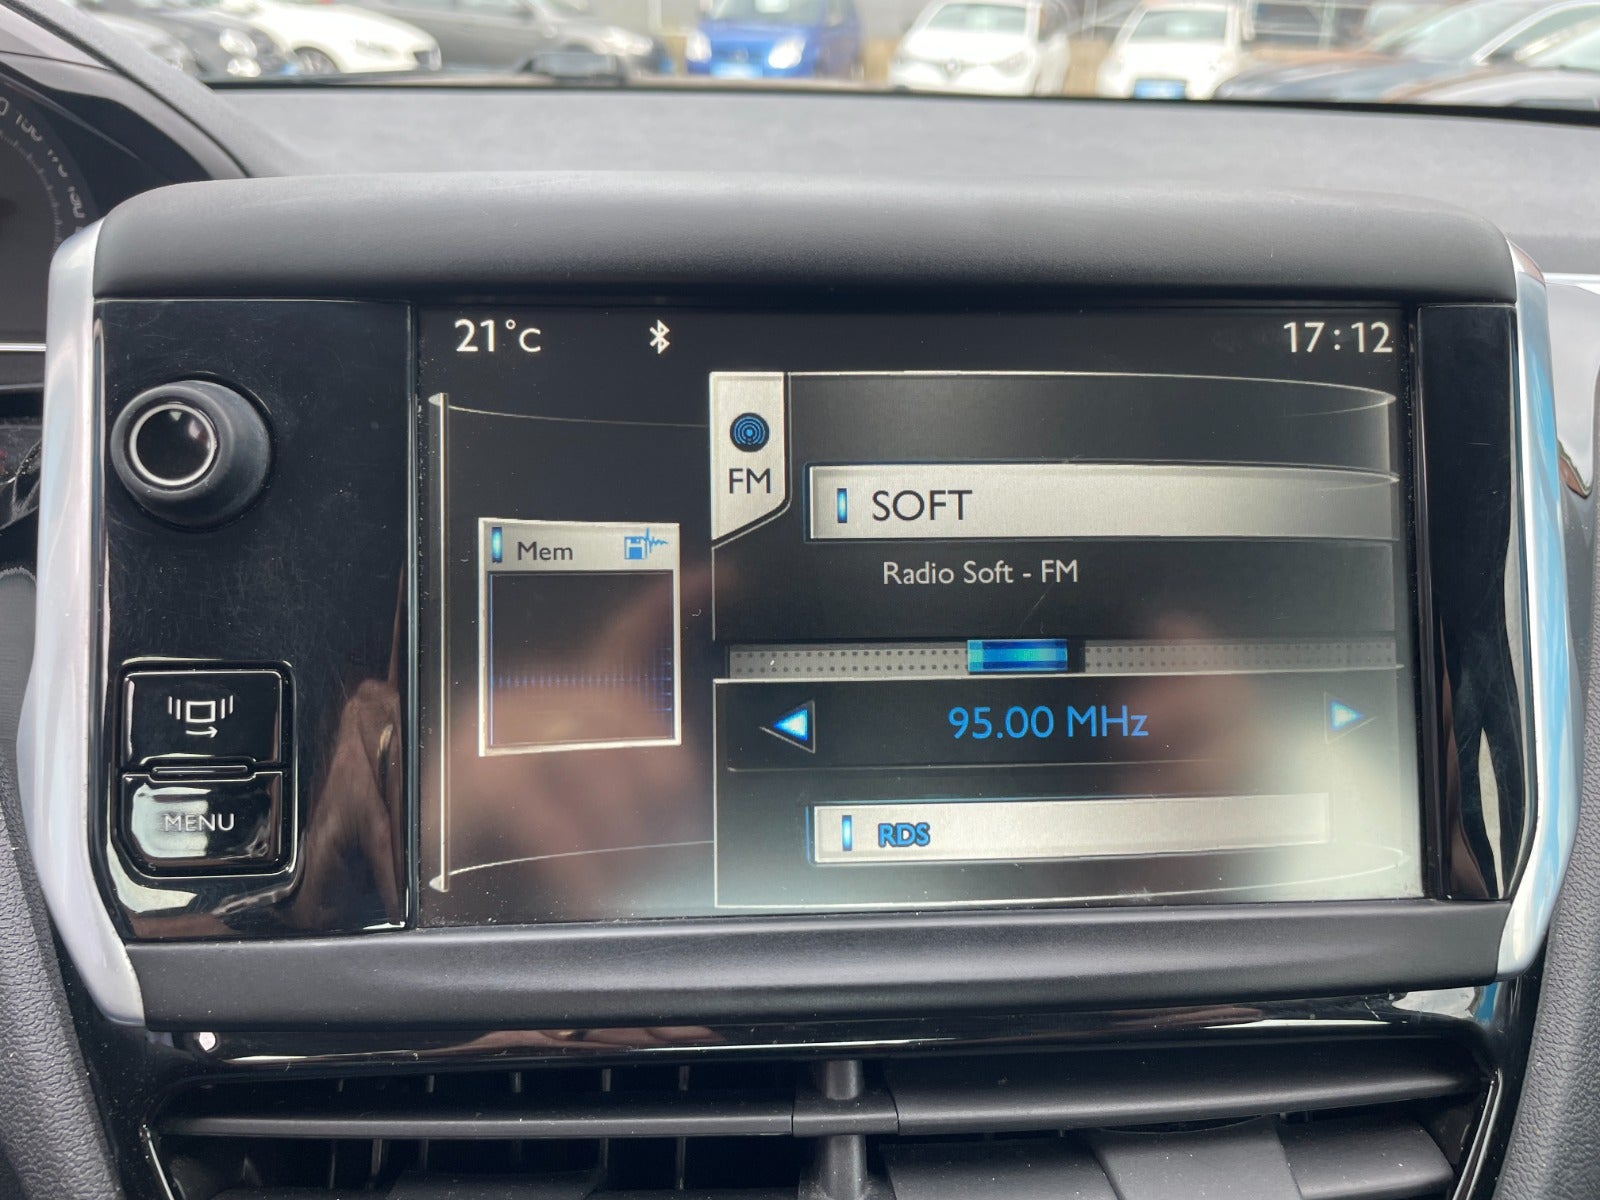 21°C
17:12
FM
SOFT
Mem
Radio Soft - FM
95.00 MHz
MENU
RDS